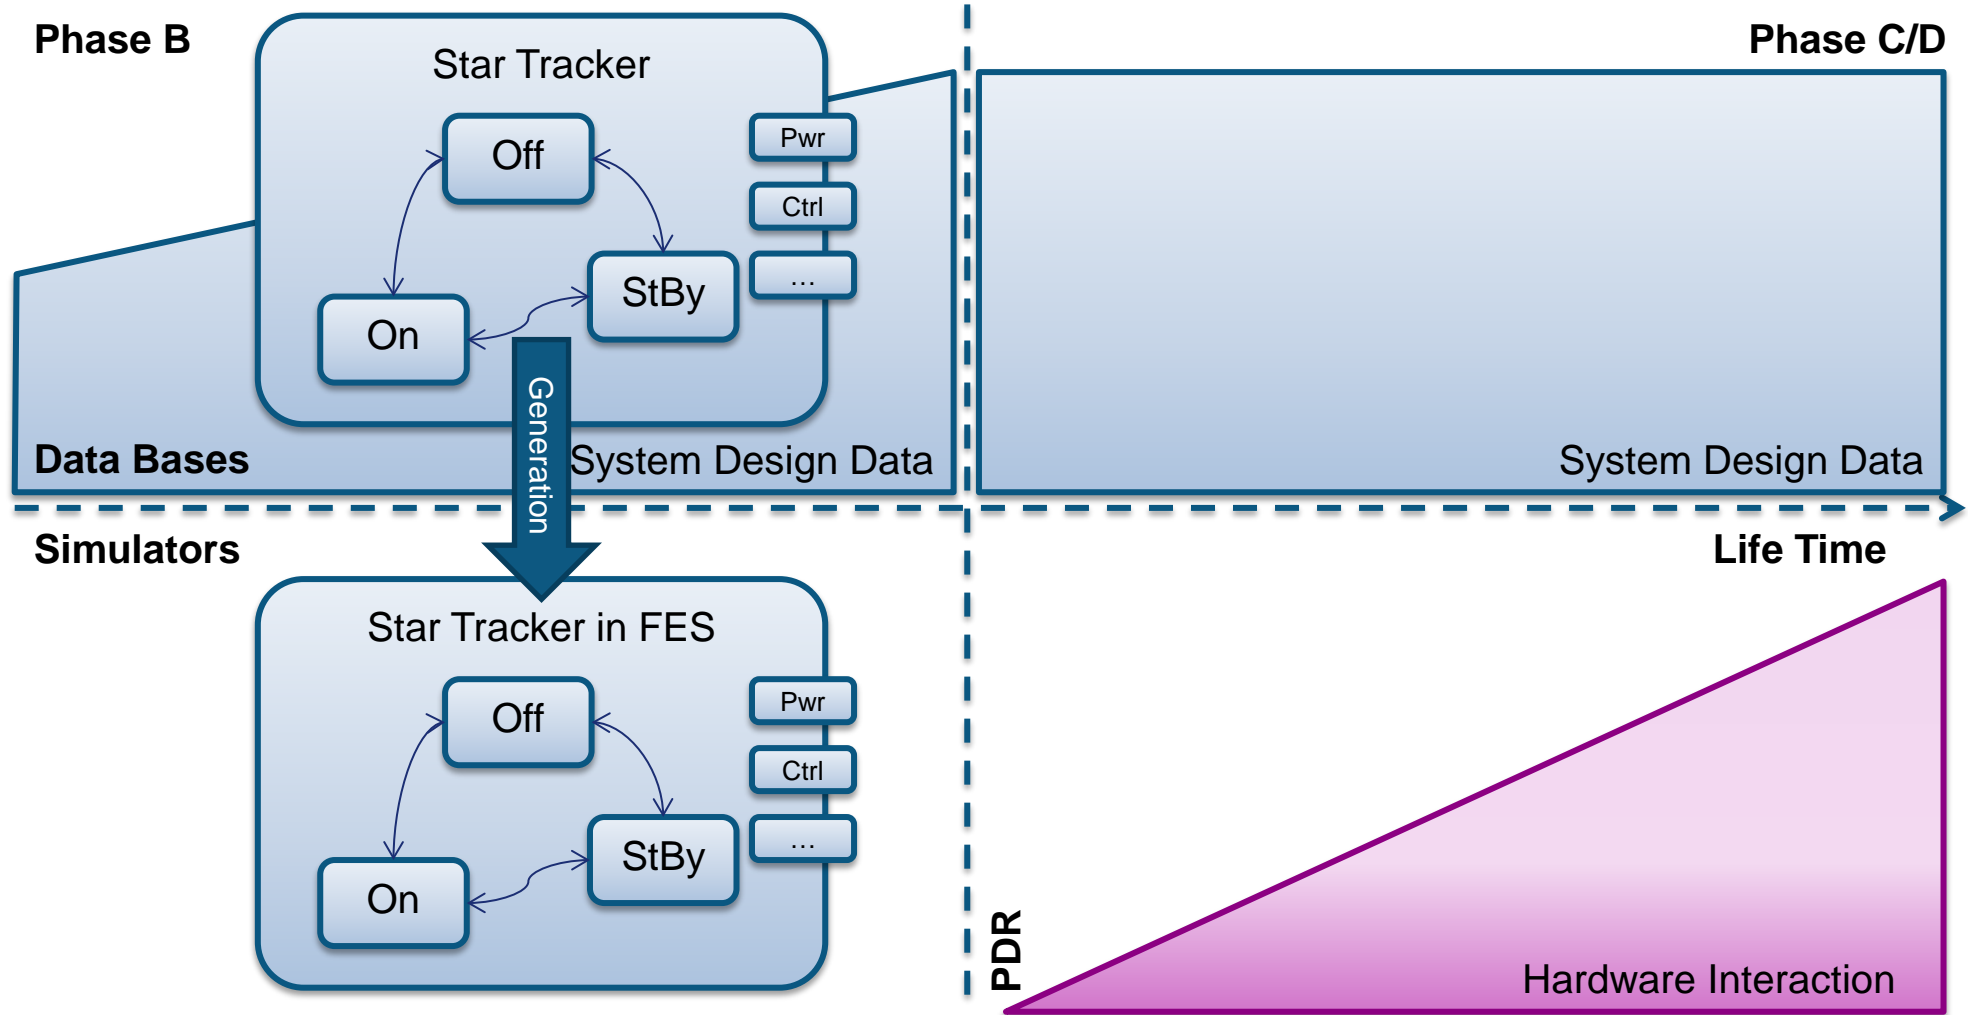 Phase B
Phase C/D
Star Tracker
Off
Pwr
Ctrl
StBy
...
On
Generation
Data Bases
System Design Data
System Design Data
Simulators
Life Time
Star Tracker in FES
Off
Pwr
Ctrl
StBy
...
On
PDR
Hardware Interaction